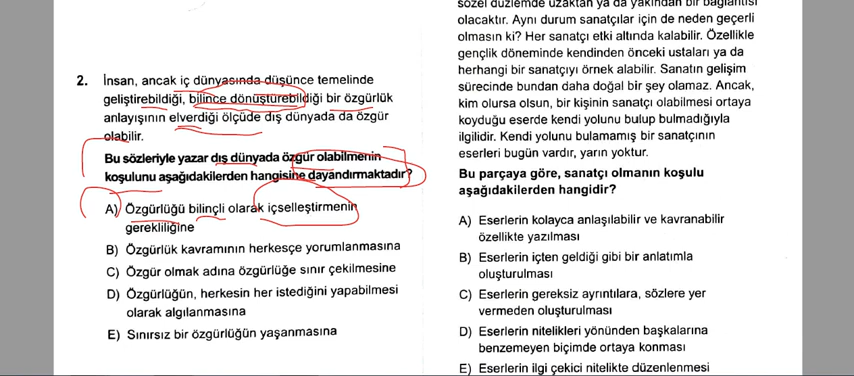 2. İnsan, ancak iç dünyasında düşünce temelinde
geliştirebildiği, bilince dönüştürebildiği bir özgürlük
anlayışının elverdiği ölçüde dış dünyada da özgür
olabilir.
Bu sözleriyle yazar dış dünyada özgür olabilmenin
koşulunu aşağıdakilerden hangisine dayandırmaktadır?
A) Özgürlüğü bilinçli olarak içselleştirmenin
gerekliliğine
B) Özgürlük kavramının herkesçe yorumlanmasına
C) Özgür olmak adına özgürlüğe sınır çekilmesine
D) Özgürlüğün, herkesin her istediğini yapabilmesi
olarak algılanmasına
E) Sınırsız bir özgürlüğün yaşanmasına
sözel düzlemde uzaktan ya da yakından bir bağlantısı
olacaktır. Aynı durum sanatçılar için de neden geçerli
olmasın ki? Her sanatçı etki altında kalabilir. Özellikle
gençlik döneminde kendinden önceki ustaları ya da
herhangi bir sanatçıyı örnek alabilir. Sanatın gelişim
sürecinde bundan daha doğal bir şey olamaz. Ancak,
kim olursa olsun, bir kişinin sanatçı olabilmesi ortaya
koyduğu eserde kendi yolunu bulup bulmadığıyla
ilgilidir. Kendi yolunu bulamamış bir sanatçının
eserleri bugün vardır, yarın yoktur.
Bu parçaya göre, sanatçı olmanın koşulu
aşağıdakilerden hangidir?
A) Eserlerin kolayca anlaşılabilir ve kavranabilir
özellikte yazılması
B) Eserlerin içten geldiği gibi bir anlatımla
oluşturulması
C) Eserlerin gereksiz ayrıntılara, sözlere yer
vermeden oluşturulması
D) Eserlerin nitelikleri yönünden başkalarına
benzemeyen biçimde ortaya konması
E) Eserlerin ilgi çekici nitelikte düzenlenmesi